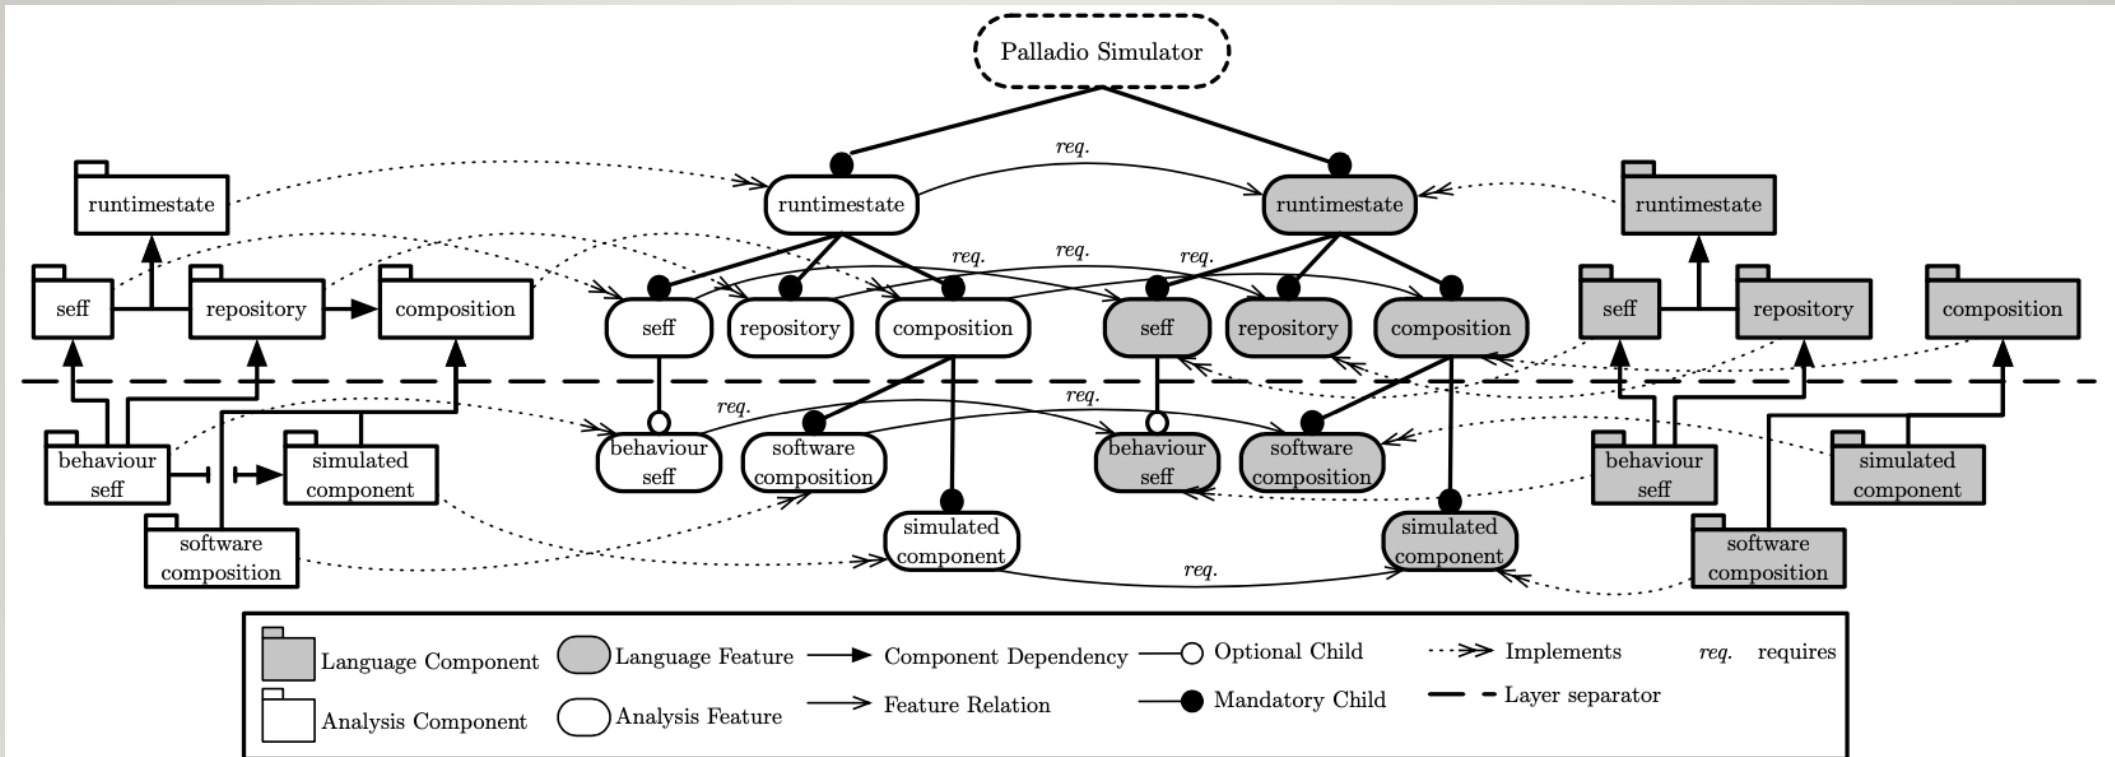 Palladio Simulator
req.
runtimestate
runtimestate
runtimestate
runtimestate
req.
req.
req.
seff
repository
composition
seff
repository
composition
seff
repository
composition
seff
repository
composition
req.
req.
behaviour
seff
simulated
component
behaviour
seff
software
composition
behaviour
seff
software
composition
behaviour
seff
simulated
component
software
composition
simulated
component
req.
simulated
component
software
composition
Language Component
Language Feature
Component Dependency
Optional Child
Implements
req. requires
Analysis Component
Analysis Feature
Feature Relation
Mandatory Child
Layer separator